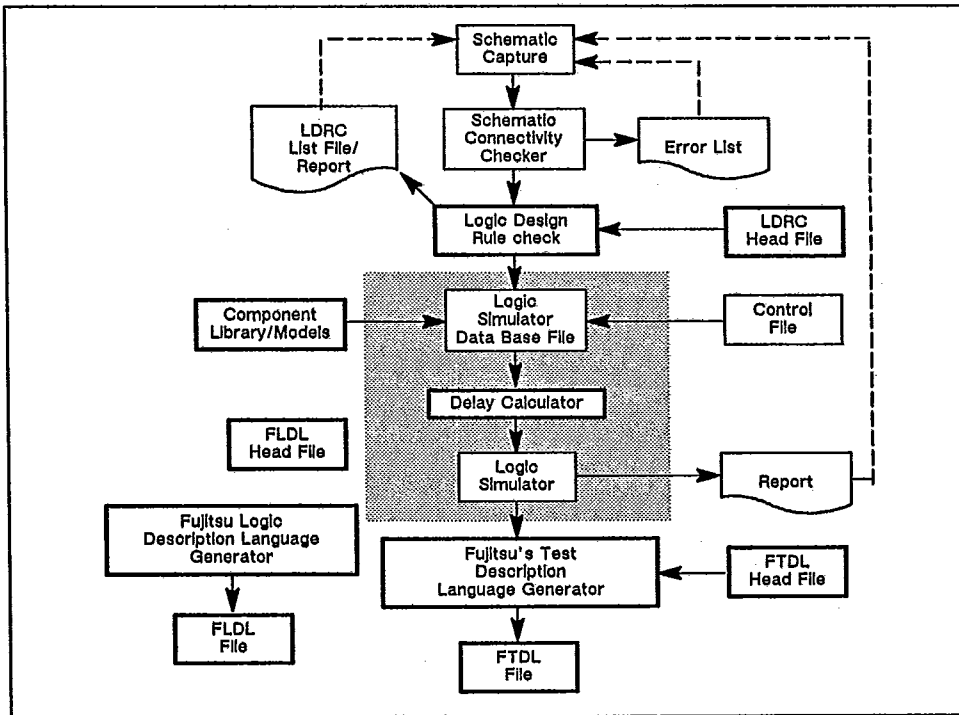 Schematic
Capture
LDRC
List File/
Report
Schematic
Connectivity
Checker
Error List
Logic Design
Rule check
LDRC
Head File
Component
Library/Models
Logic
Simulator
Data Base File
Control
File
Delay Calculator
FLDL
Head File
Logic
Simulator
Report
Fujitsu Logic
Description Language
Generator
Fujitsu's Test
Description
Language Generator
FTDL
Head File
FLDL
File
FTDL
File